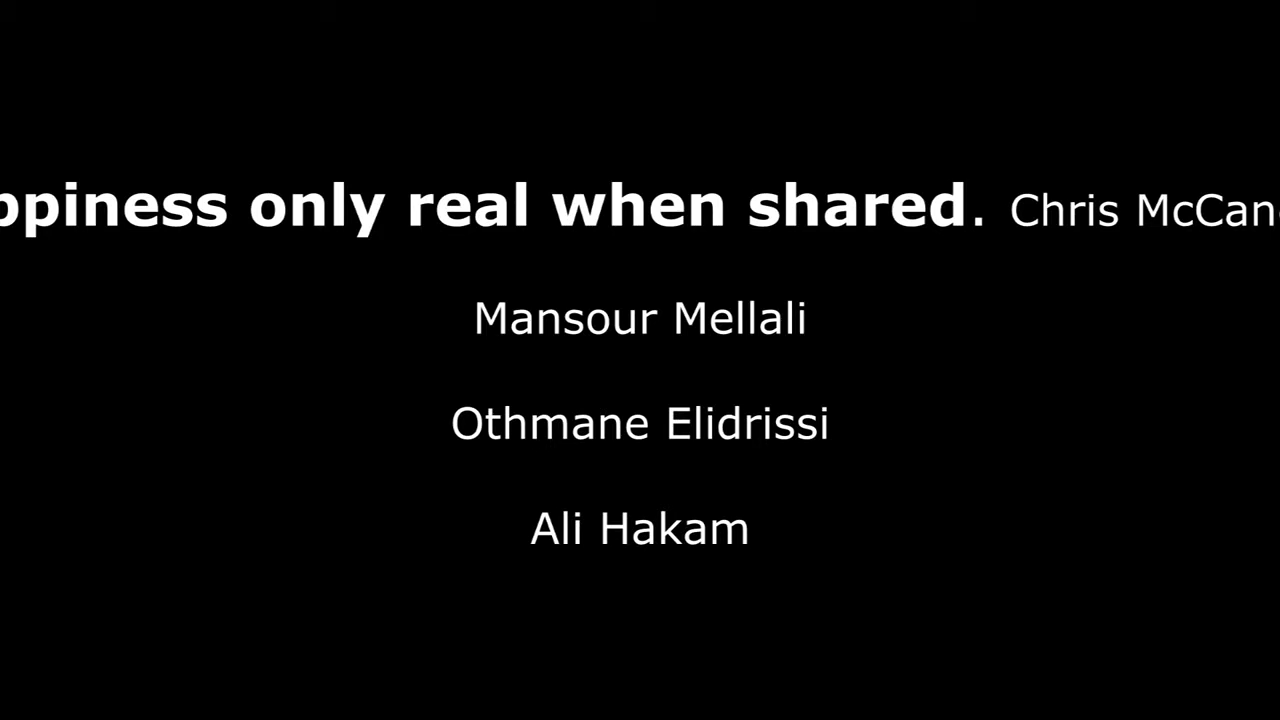 ppiness only real when shared. Chris McCan
Mansour Mellali
Othmane Elidrissi
Ali Hakam